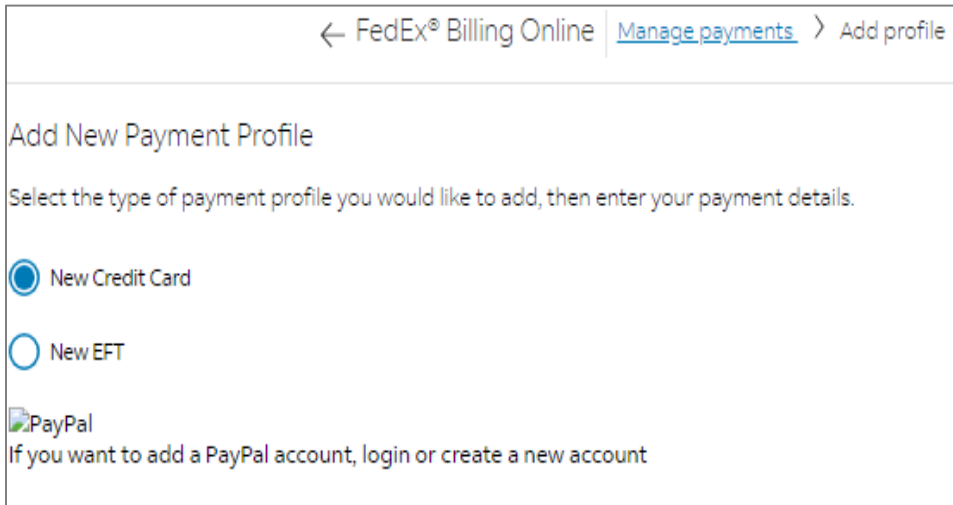 ← FedEx® Billing Online Manage payments > Add profile
Add New Payment Profile
Select the type of payment profile you would like to add, then enter your payment details.
New Credit Card
New EFT
PayPal
If you want to add a PayPal account, login or create a new account